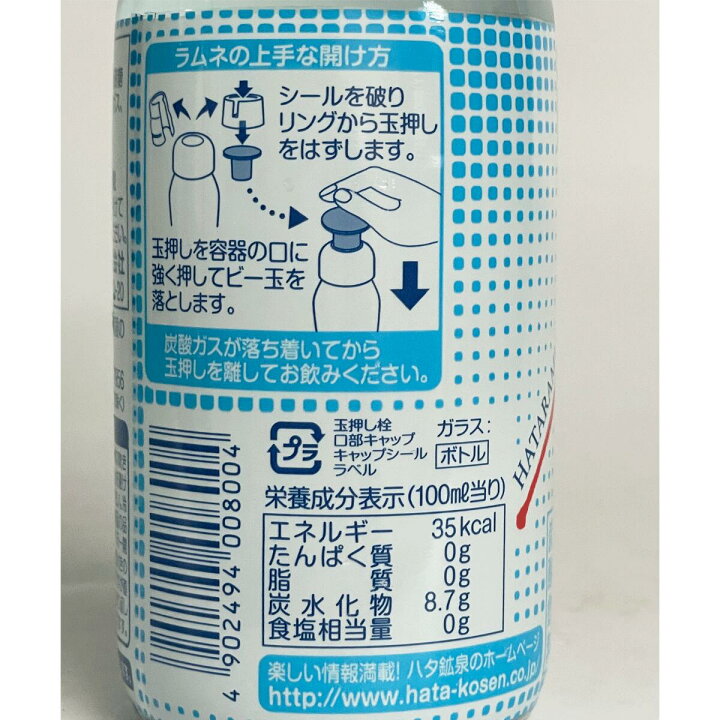 ラムネの上手な開け方
シールを破り
リングから玉押し
をはずします。
玉押しを容器の口に
強く押してビー玉を
落とします。
炭酸ガスが落ち着いてから
玉押しを離してお飲みください。
プラ
玉押し栓
口部キャップ
キャップシール
ラベル
ガラス:
ボトル
栄養成分表示(100mℓ当り)
エネルギー 35kcal
たんぱく質 0g
脂質 0g
炭水化物 8.7g
食塩相当量 0g
4 902494 008004
楽しい情報満載! ハタ鉱泉のホームページ
http://www.hata-kosen.co.jp/
HATARA